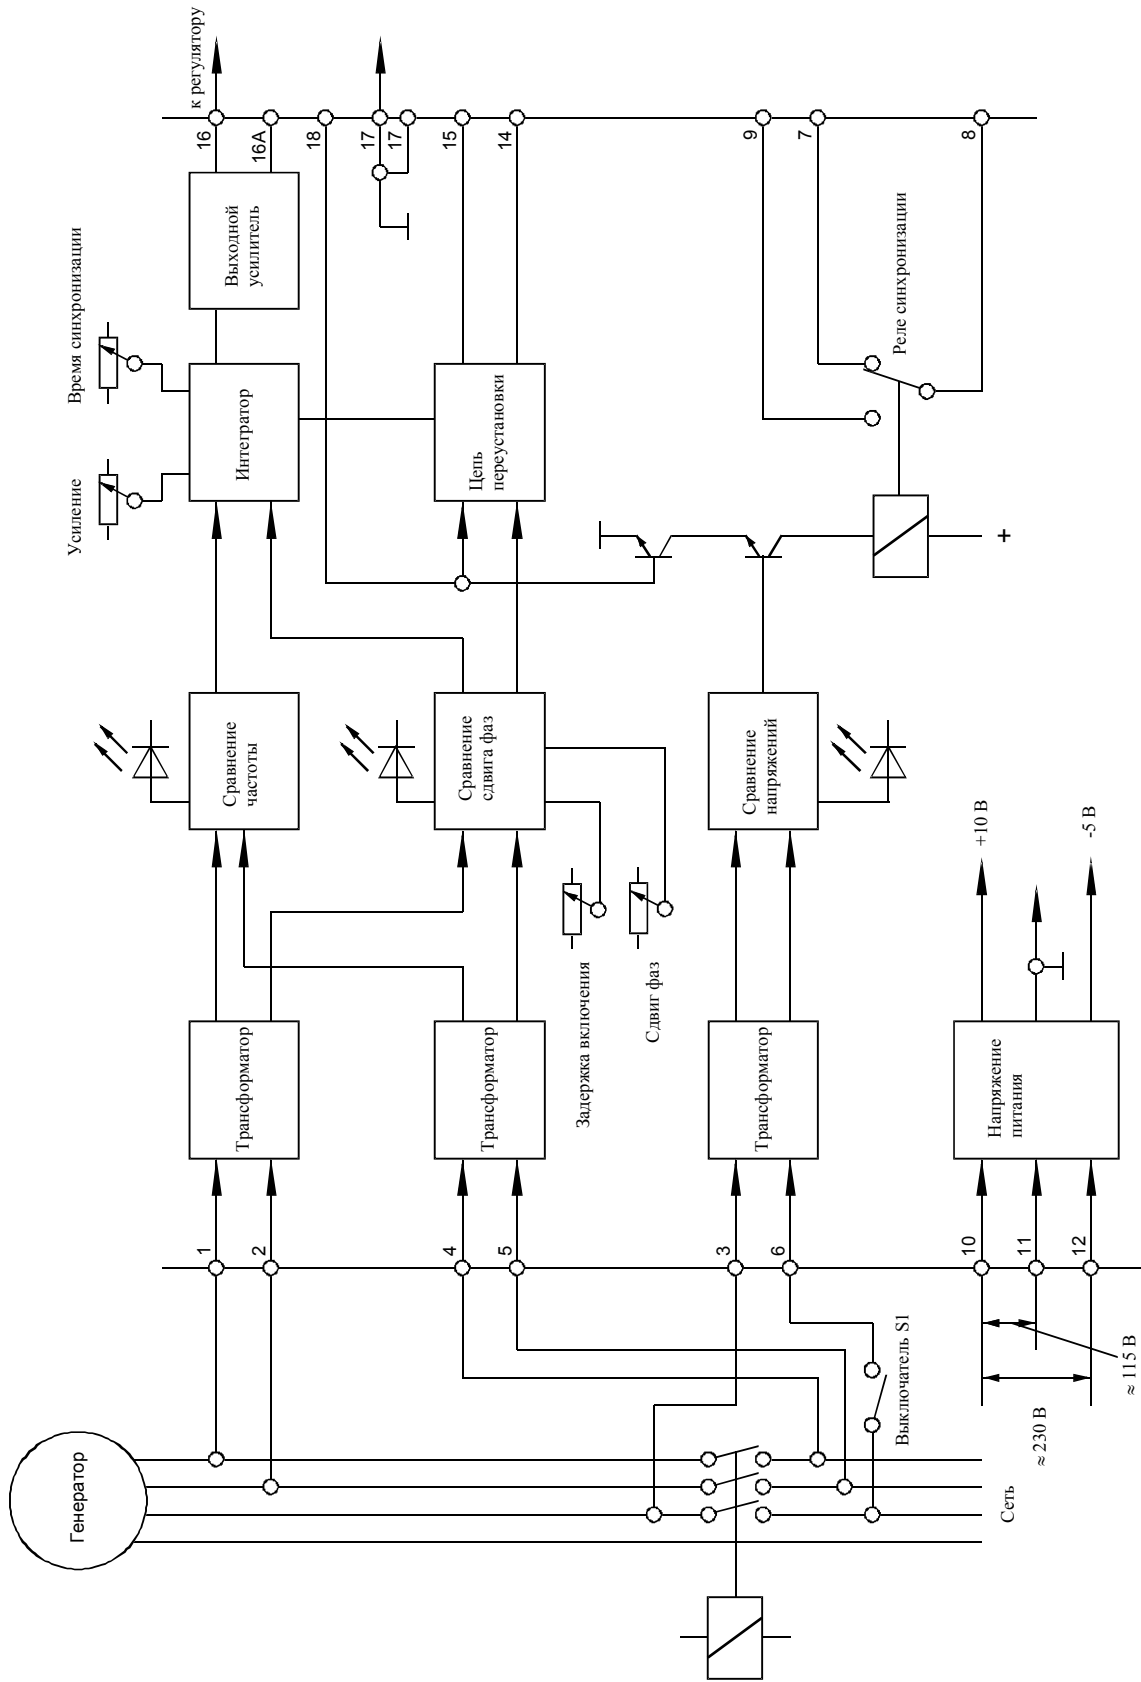 Генератор
Сеть
≈ 230 В
≈ 115 В
Выключатель S1
1
2
4
5
3
6
10
11
12
Трансформатор
Трансформатор
Трансформатор
Напряжение
питания
Задержка включения
Сдвиг фаз
+10 В
-5 В
Сравнение
частоты
Сравнение
сдвига фаз
Сравнение
напряжений
Усиление
Время синхронизации
Интегратор
Цепь
переустановки
+
Реле синхронизации
Выходной
усилитель
16
16A
18
17
17
15
14
9
7
8
к регулятору